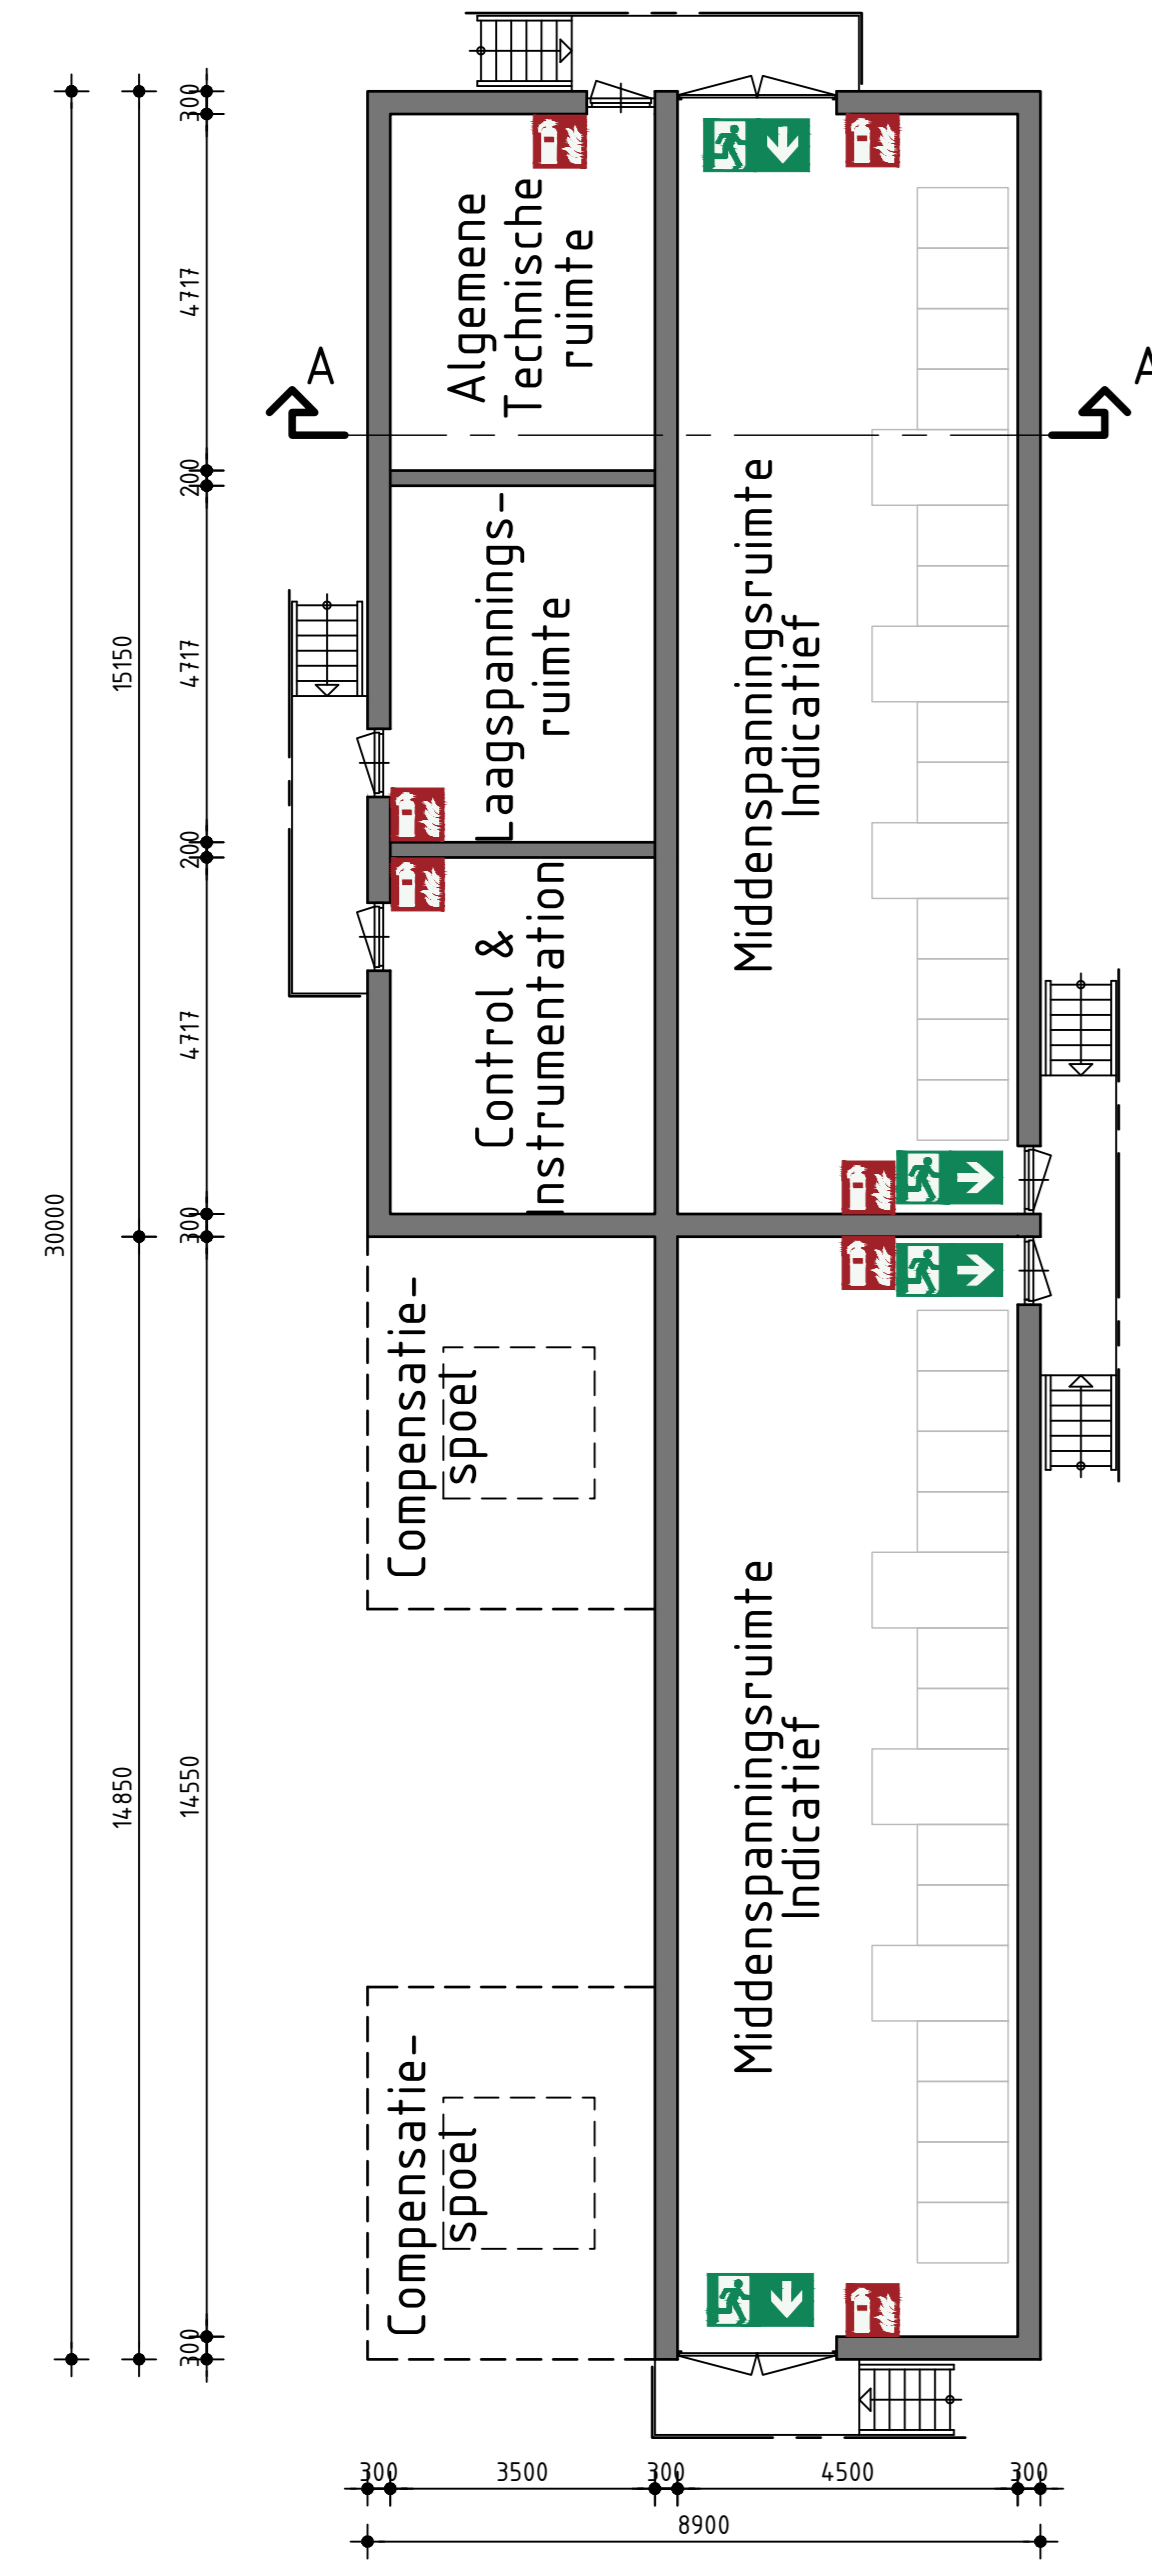 300
4717
200
4717
200
4717
300
14550
300
15150
14850
30000
Algemene
Technische
ruimte
A
A
Laagspannings-
ruimte
Middenspanningsruimte
Indicatief
Control &
Instrumentation
Compensatie-
spoel
Middenspanningsruimte
Indicatief
Compensatie-
spoel
300
3500
300
4500
300
8900